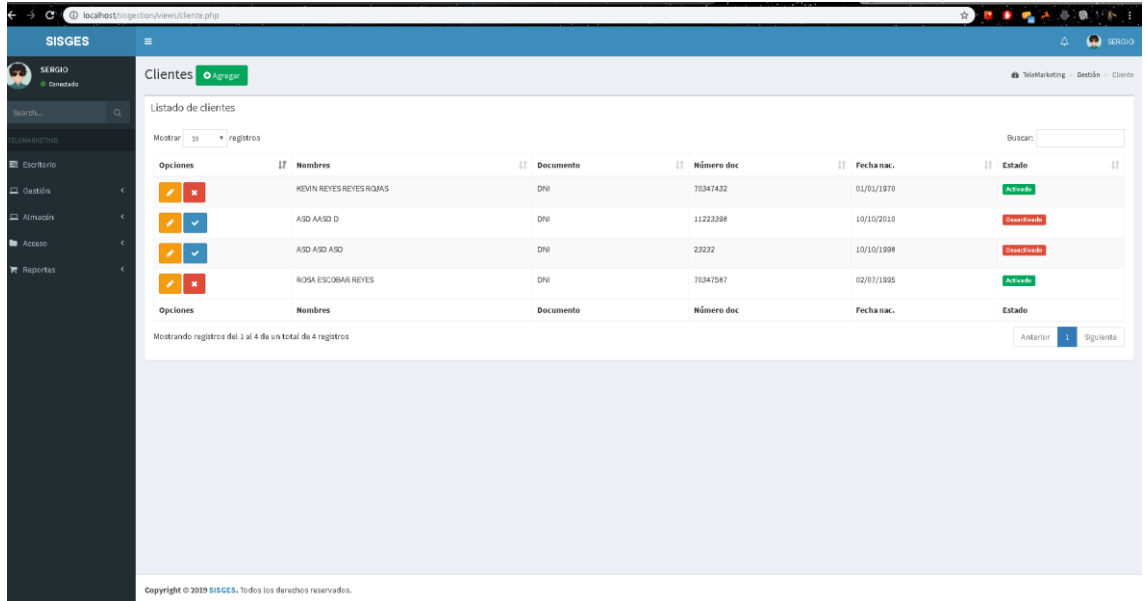 localhost/sisgestion/views/cliente.php
SISGES
SERGIO
SERGIO
Conectado
Search...
TELEMARKETING
Escritorio
Gestión
Almacén
Acceso
Reportes
Clientes Agregar
TeleMarketing > Gestión > Cliente
Listado de clientes
Mostrar 10 registros
Buscar:
Opciones Nombres Documento Número doc Fecha nac. Estado
KEVIN REYES REYES ROJAS DNI 70347432 01/01/1970 Activado
ASD AASD D DNI 11223398 10/10/2010 Desactivado
ASD ASD ASD DNI 23232 10/10/1998 Desactivado
ROSA ESCOBAR REYES DNI 70347587 02/07/1995 Activado
Opciones Nombres Documento Número doc Fecha nac. Estado
Mostrando registros del 1 al 4 de un total de 4 registros
Anterior 1 Siguiente
Copyright © 2019 SISGES. Todos los derechos reservados.